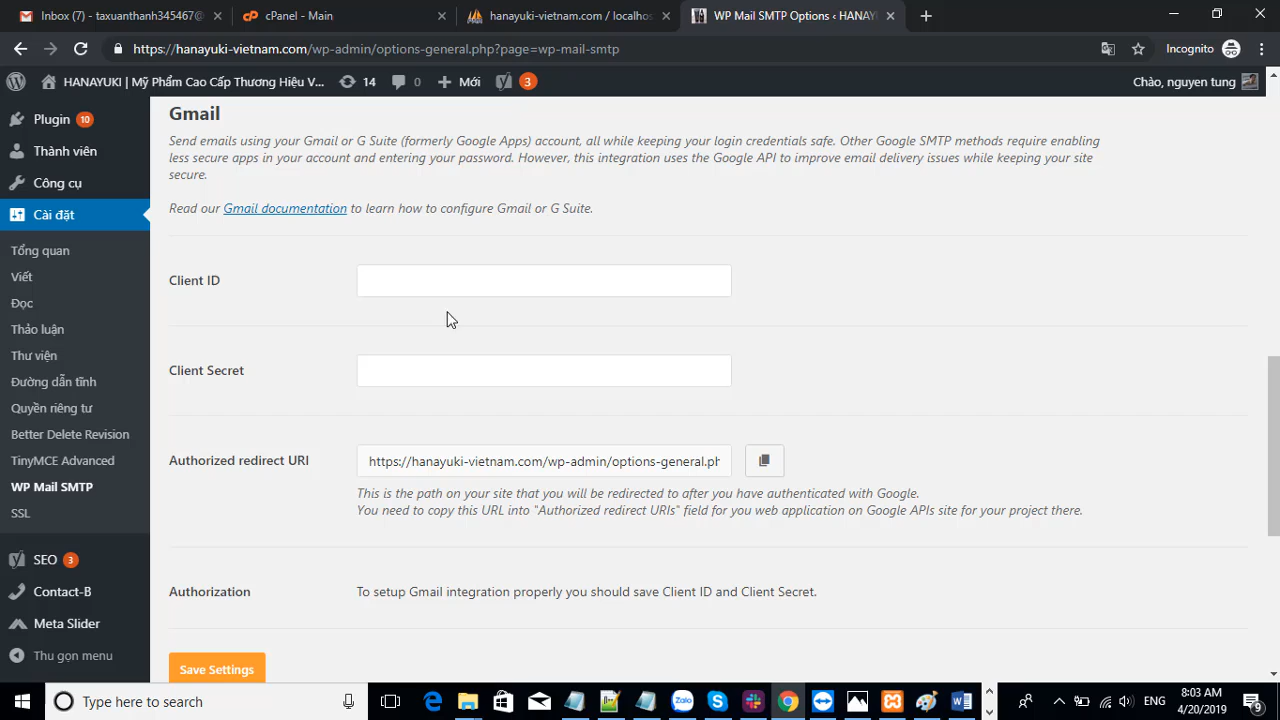 Inbox (7) - taxuanthanh345467@
cPanel - Main
hanayuki-vietnam.com / localhos
WP Mail SMTP Options ‹ HANAY
https://hanayuki-vietnam.com/wp-admin/options-general.php?page=wp-mail-smtp
Incognito
HANAYUKI | Mỹ Phẩm Cao Cấp Thương Hiệu V...
14
0
Mới
3
Chào, nguyen tung
Plugin 10
Thành viên
Công cụ
Cài đặt
Tổng quan
Viết
Đọc
Thảo luận
Thư viện
Đường dẫn tĩnh
Quyền riêng tư
Better Delete Revision
TinyMCE Advanced
WP Mail SMTP
SSL
SEO 3
Contact-B
Meta Slider
Thu gọn menu
Gmail
Send emails using your Gmail or G Suite (formerly Google Apps) account, all while keeping your login credentials safe. Other Google SMTP methods require enabling
less secure apps in your account and entering your password. However, this integration uses the Google API to improve email delivery issues while keeping your site
secure.
Read our Gmail documentation to learn how to configure Gmail or G Suite.
Client ID
Client Secret
Authorized redirect URI
https://hanayuki-vietnam.com/wp-admin/options-general.ph
This is the path on your site that you will be redirected to after you have authenticated with Google.
You need to copy this URL into "Authorized redirect URIs" field for you web application on Google APIs site for your project there.
Authorization
To setup Gmail integration properly you should save Client ID and Client Secret.
Save Settings
Type here to search
ENG
8:03 AM
4/20/2019
9